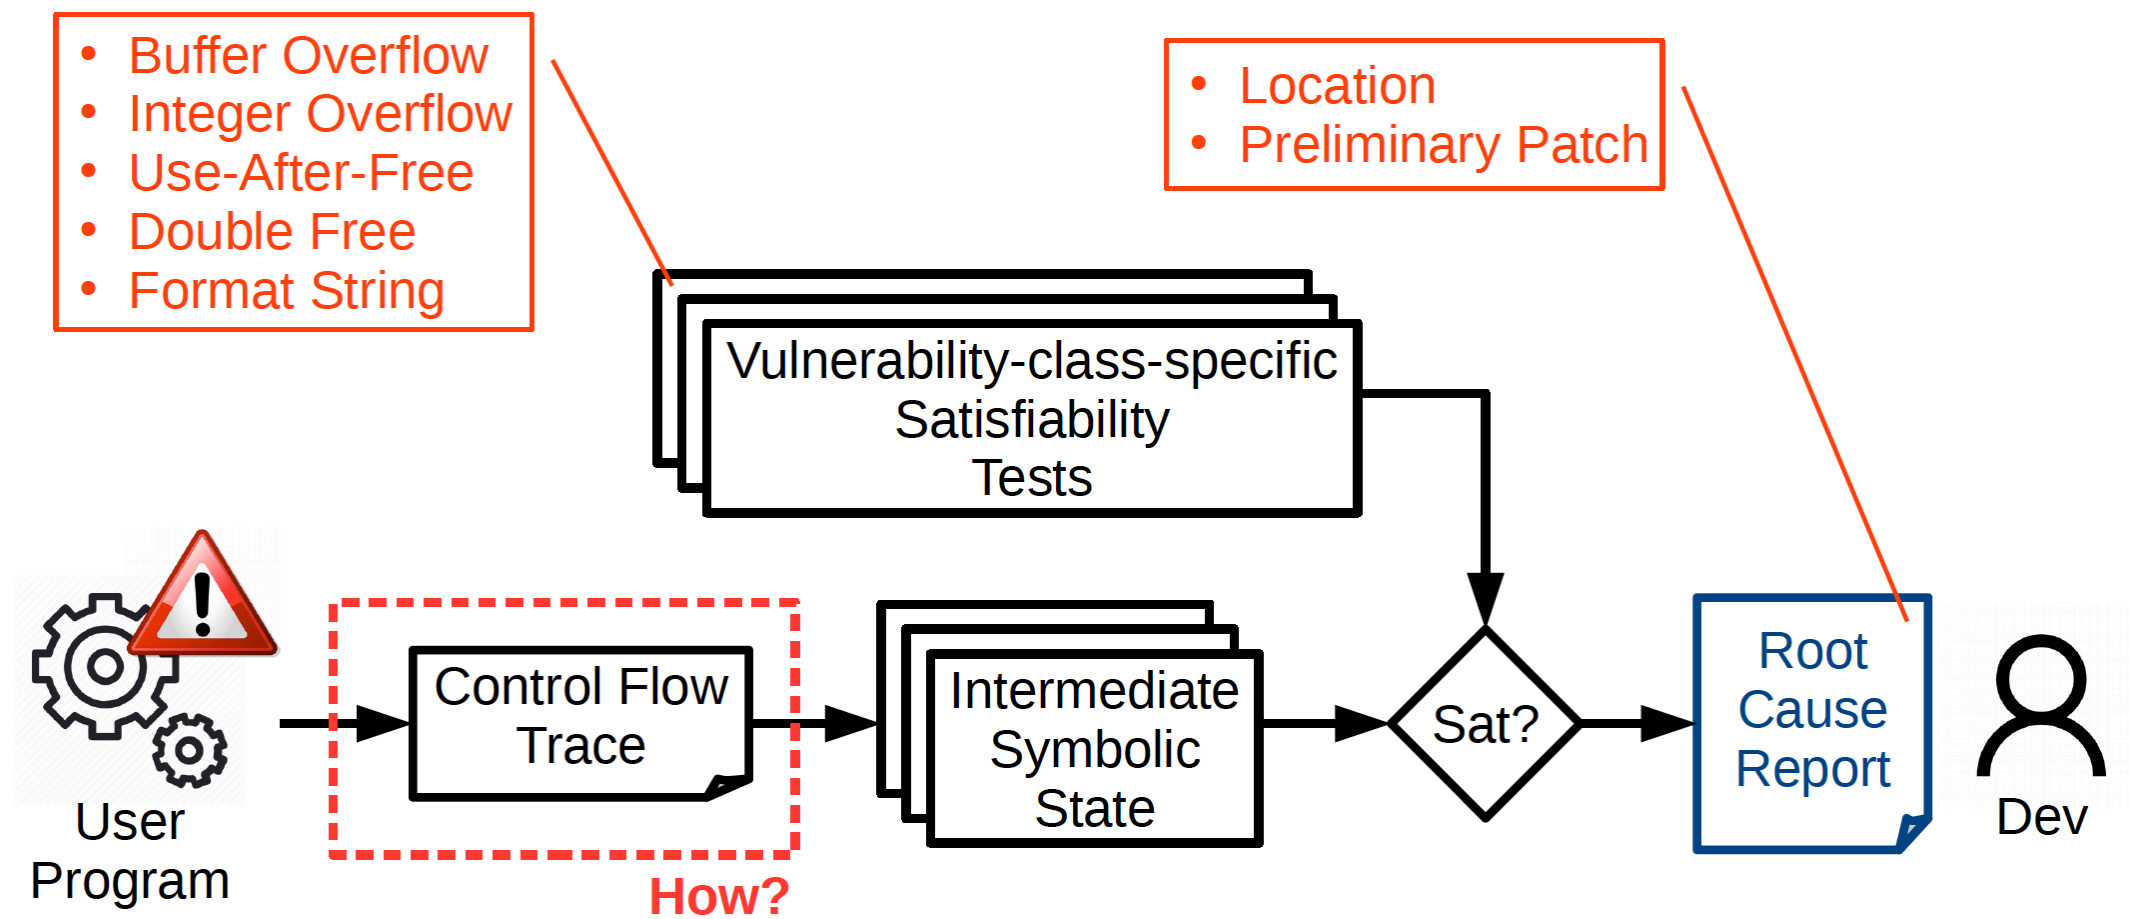 • Buffer Overflow
• Integer Overflow
• Use-After-Free
• Double Free
• Format String
• Location
• Preliminary Patch
Vulnerability-class-specific
Satisfiability
Tests
User
Program
Control Flow
Trace
How?
Intermediate
Symbolic
State
Sat?
Root
Cause
Report
Dev